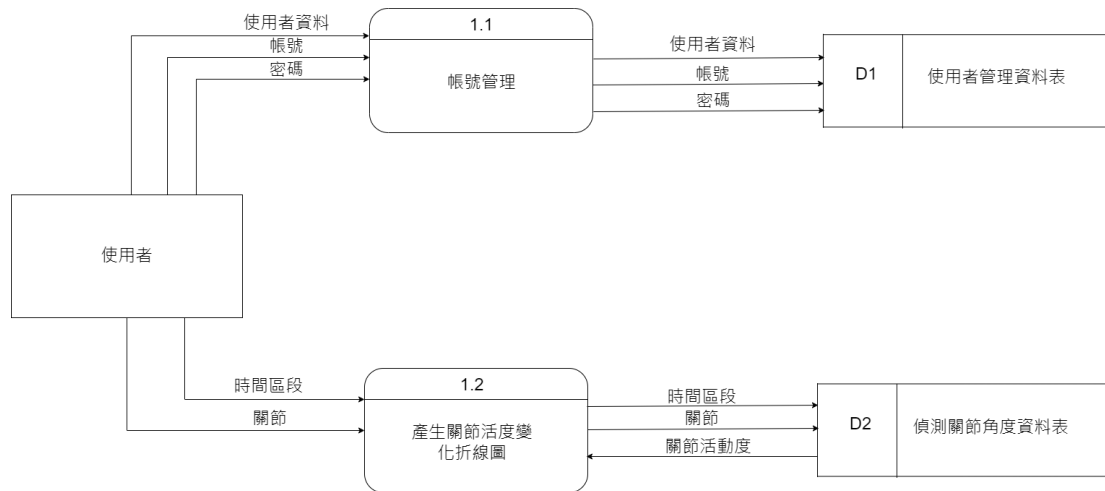 使用者資料
帳號
密碼
1.1
帳號管理
使用者資料
帳號
密碼
D1
使用者管理資料表
使用者
時間區段
關節
1.2
產生關節活度變
化折線圖
時間區段
關節
關節活動度
D2
偵測關節角度資料表